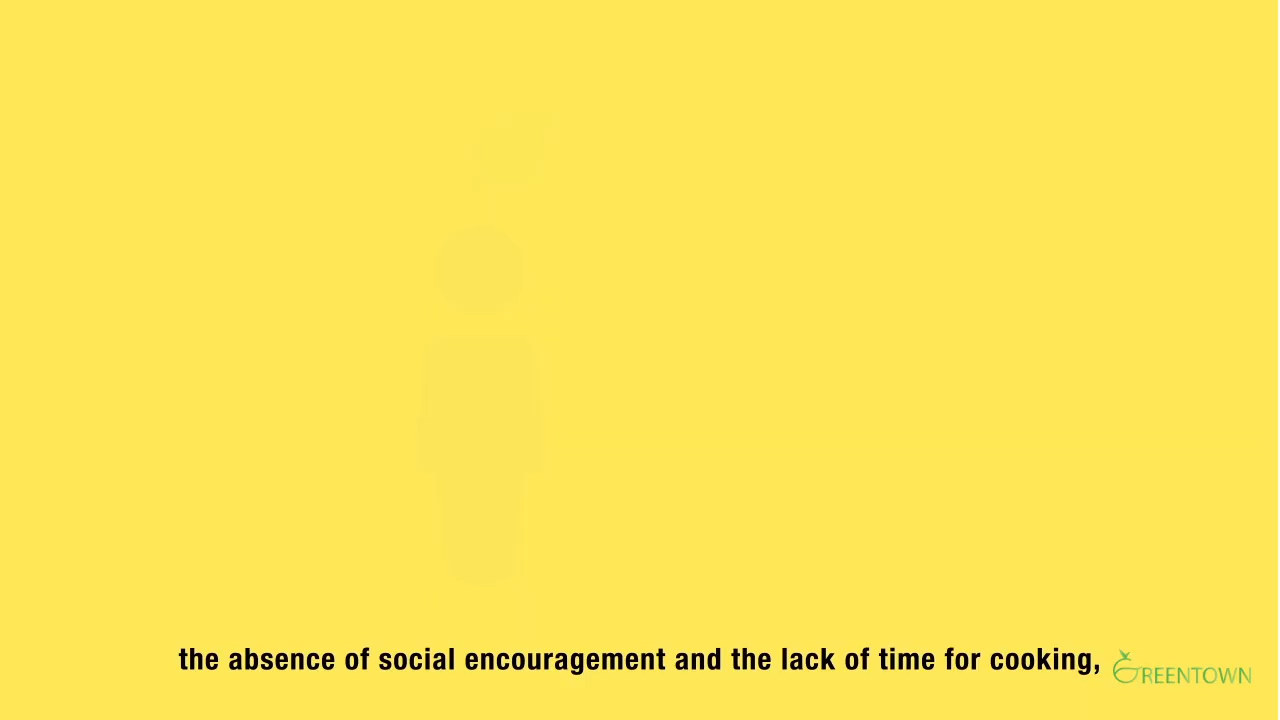 the absence of social encouragement and the lack of time for cooking,
GREENTOWN